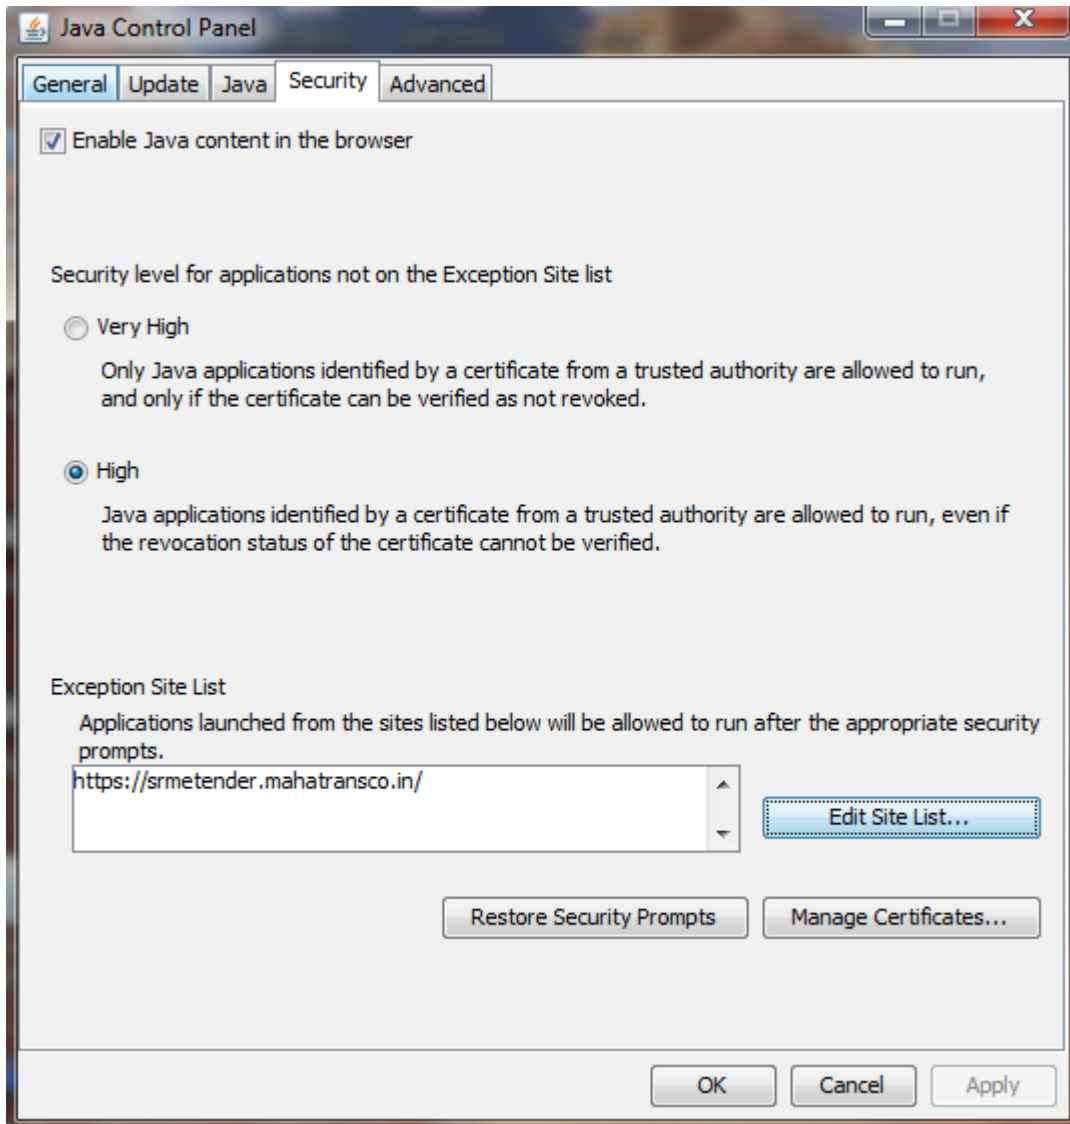 Java Control Panel
General Update Java Security Advanced
Enable Java content in the browser
Security level for applications not on the Exception Site list
Very High
Only Java applications identified by a certificate from a trusted authority are allowed to run,
and only if the certificate can be verified as not revoked.
High
Java applications identified by a certificate from a trusted authority are allowed to run, even if
the revocation status of the certificate cannot be verified.
Exception Site List
Applications launched from the sites listed below will be allowed to run after the appropriate security
prompts.
https://srmetender.mahatransco.in/
Edit Site List...
Restore Security Prompts Manage Certificates...
OK Cancel Apply